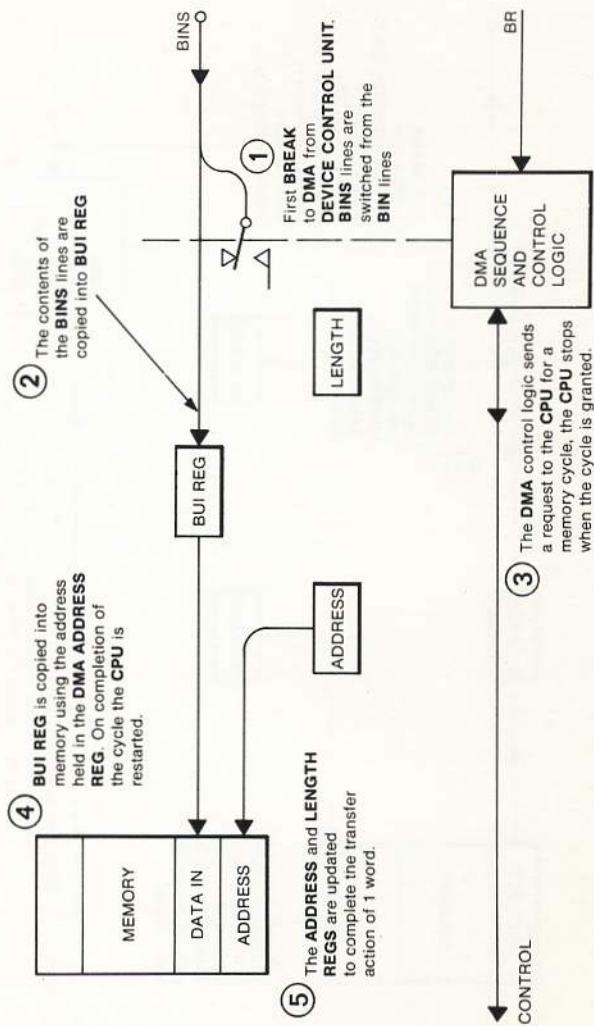 BINS
1
First BREAK
to DMA from
DEVICE CONTROL UNIT.
BINS lines are
switched from the
BIN lines
2
The contents of
the BINS lines are
copied into BUI REG
BUI REG
LENGTH
BR
DMA
SEQUENCE
AND
CONTROL
LOGIC
3
The DMA control logic sends
a request to the CPU for a
memory cycle, the CPU stops
when the cycle is granted.
4
BUI REG is copied into
memory using the address
held in the DMA ADDRESS
REG. On completion of
the cycle the CPU is
restarted.
MEMORY
DATA IN
ADDRESS
ADDRESS
5
The ADDRESS and LENGTH
REGS are updated
to complete the transfer
action of 1 word.
CONTROL